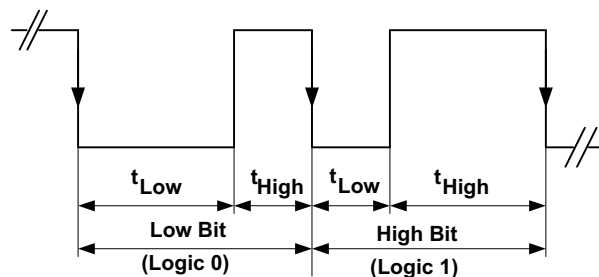 tLow tHigh tLow tHigh
Low Bit High Bit
(Logic 0) (Logic 1)